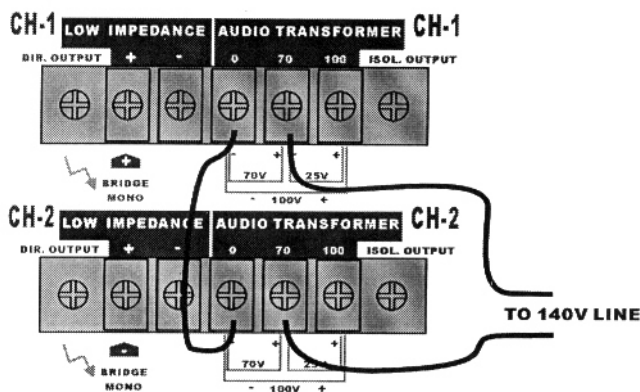 CH-1 LOW IMPEDANCE AUDIO TRANSFORMER CH-1
DIR. OUTPUT + - 0 70 100 ISOL. OUTPUT
- + - +
70V 25V
- 100V +
+
BRIDGE
MONO
CH-2 LOW IMPEDANCE AUDIO TRANSFORMER CH-2
DIR. OUTPUT + - 0 70 100 ISOL. OUTPUT
TO 140V LINE
- + - +
70V 25V
- 100V +
-
BRIDGE
MONO